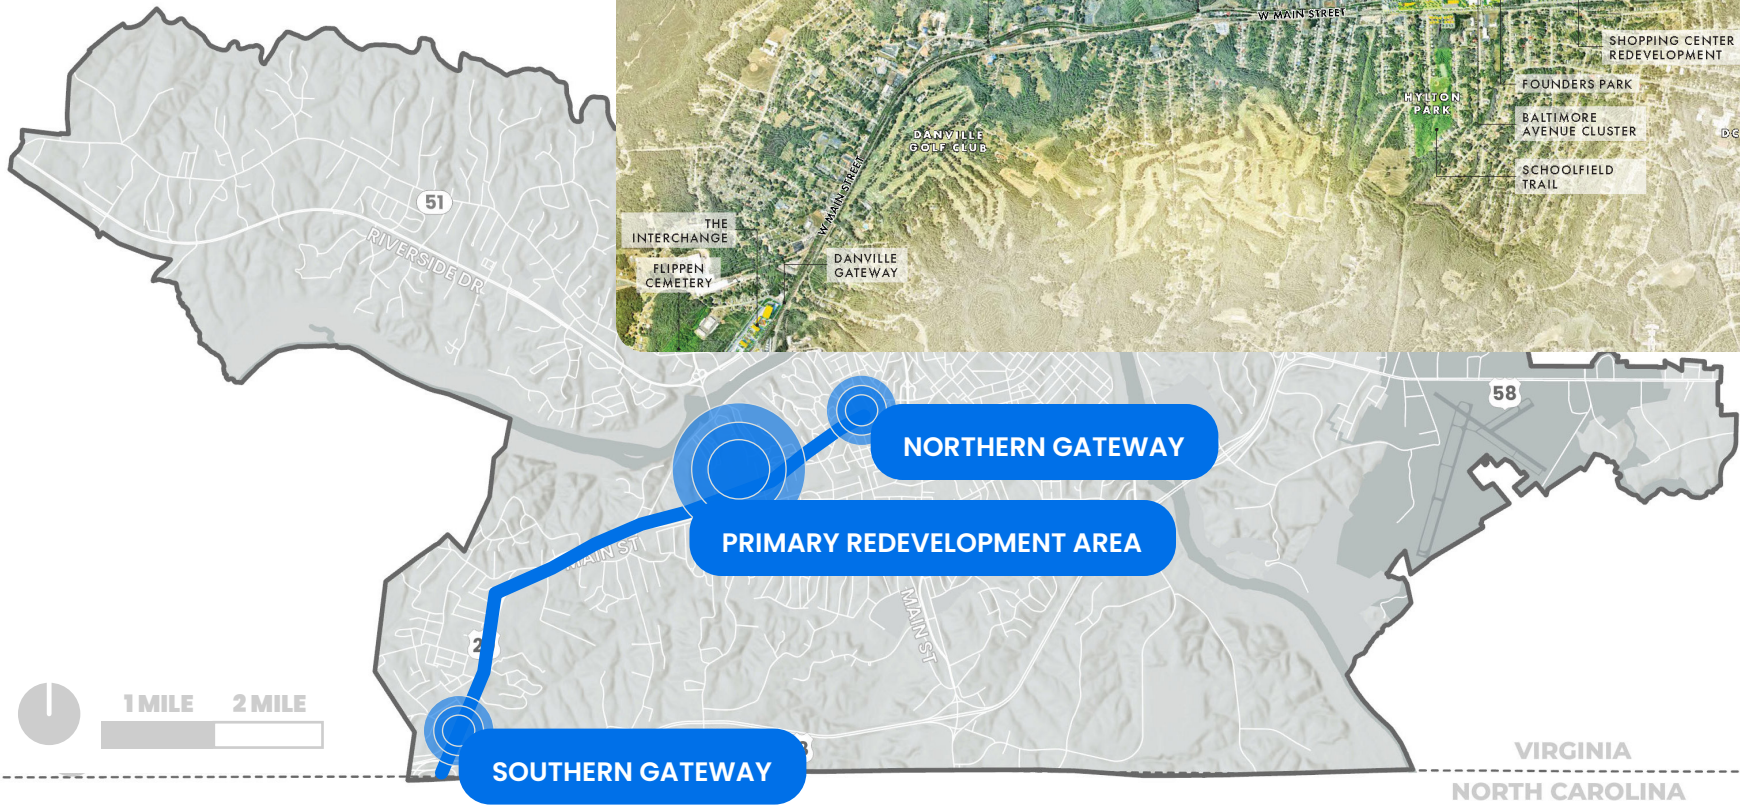 W MAIN STREET
SHOPPING CENTER
REDEVELOPMENT
FOUNDERS PARK
HYLTON
PARK
BALTIMORE
AVENUE CLUSTER
DANVILLE
GOLF CLUB
SCHOOLFIELD
TRAIL
W MAIN STREET
THE
INTERCHANGE
FLIPPEN
CEMETERY
DANVILLE
GATEWAY
51
RIVERSIDE DR
58
NORTHERN GATEWAY
PRIMARY REDEVELOPMENT AREA
MAIN ST
MAIN ST
1 MILE
2 MILE
SOUTHERN GATEWAY
VIRGINIA
NORTH CAROLINA